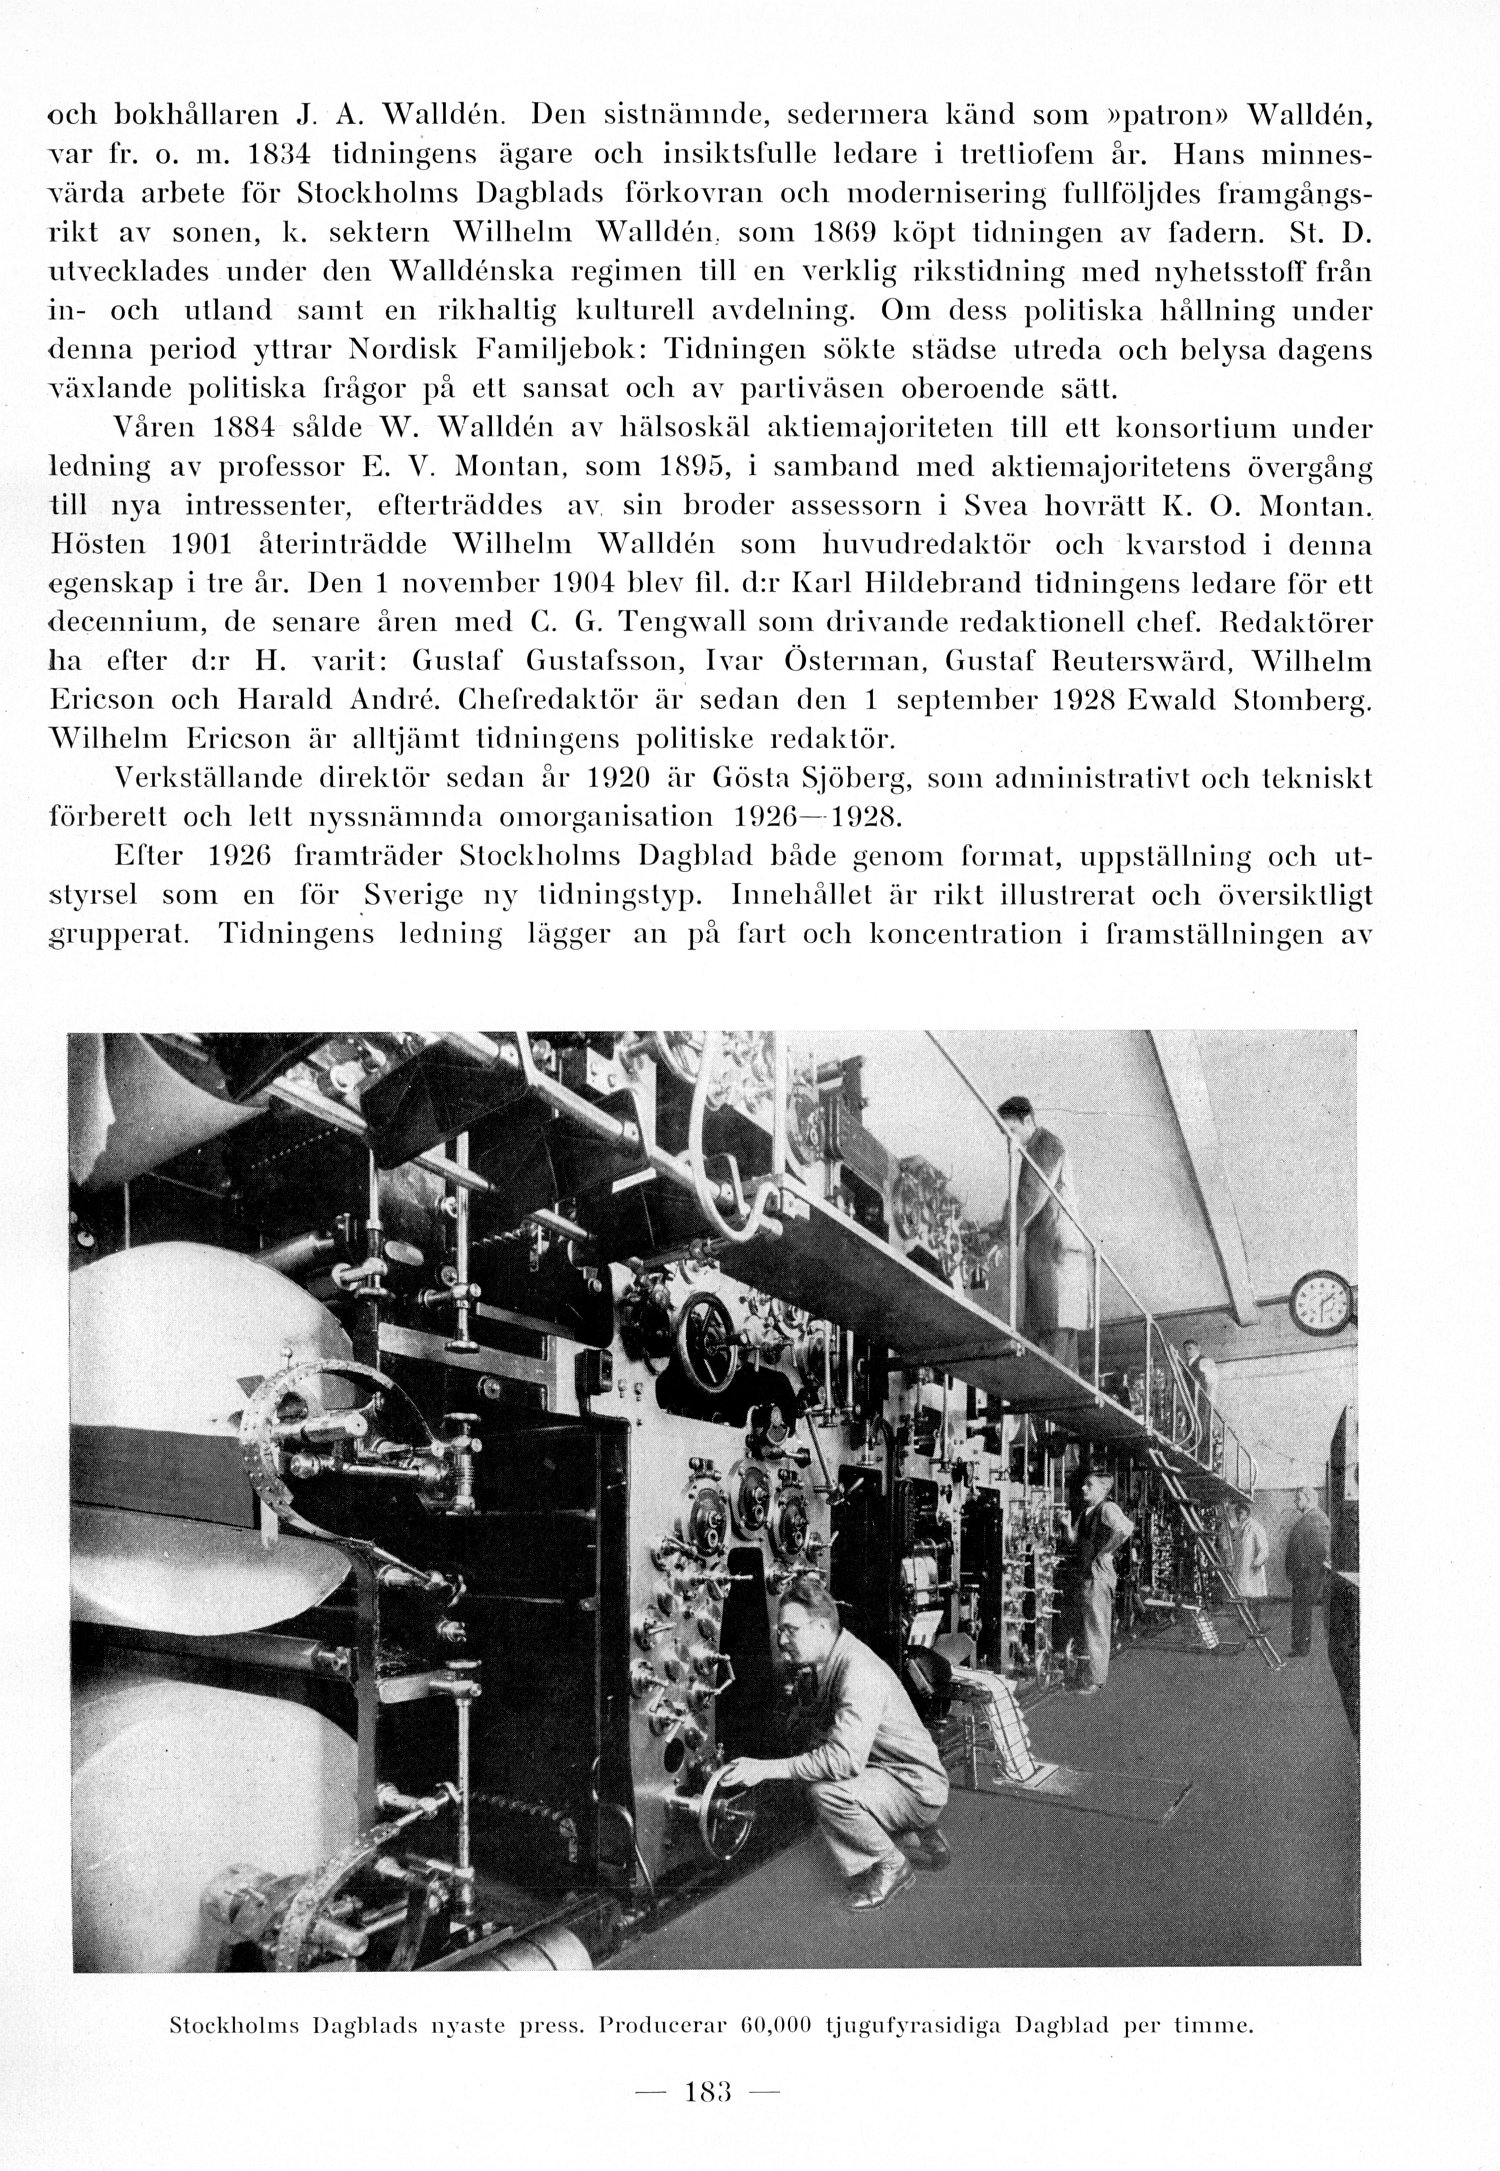 och bokhållaren J. A. Walldén. Den sistnämnde, sedermera känd som »patron» Walldén,
var fr. o. m. 1834 tidningens ägare och insiktsfulle ledare i trettiofem år. Hans minnes-
värda arbete för Stockholms Dagblads förkovran och modernisering fullföljdes framgångs-
rikt av sonen, k. sektern Wilhelm Walldén, som 1869 köpt tidningen av fadern. St. D.
utvecklades under den Walldénska regimen till en verklig rikstidning med nyhetsstoff från
in- och utland samt en rikhaltig kulturell avdelning. Om dess politiska hållning under
denna period yttrar Nordisk Familjebok: Tidningen sökte städse utreda och belysa dagens
växlande politiska frågor på ett sansat och av partiväsen oberoende sätt.
Våren 1884 sålde W. Walldén av hälsoskäl aktiemajoriteten till ett konsortium under
ledning av professor E. V. Montan, som 1895, i samband med aktiemajoritetens övergång
till nya intressenter, efterträddes av sin broder assessorn i Svea hovrätt K. O. Montan.
Hösten 1901 återinträdde Wilhelm Walldén som huvudredaktör och kvarstod i denna
egenskap i tre år. Den 1 november 1904 blev fil. d:r Karl Hildebrand tidningens ledare för ett
decennium, de senare åren med C. G. Tengwall som drivande redaktionell chef. Redaktörer
ha efter d:r H. varit: Gustaf Gustafsson, Ivar Österman, Gustaf Reuterswärd, Wilhelm
Ericson och Harald André. Chefredaktör är sedan den 1 september 1928 Ewald Stomberg.
Wilhelm Ericson är alltjämt tidningens politiske redaktör.
Verkställande direktör sedan år 1920 är Gösta Sjöberg, som administrativt och tekniskt
förberett och lett nyssnämnda omorganisation 1926—1928.
Efter 1926 framträder Stockholms Dagblad både genom format, uppställning och ut-
styrsel som en för Sverige ny tidningstyp. Innehållet är rikt illustrerat och översiktligt
grupperat. Tidningens ledning lägger an på fart och koncentration i framställningen av
Stockholms Dagblads nyaste press. Producerar 60,000 tjugufyrasidiga Dagblad per timme.
— 183 —